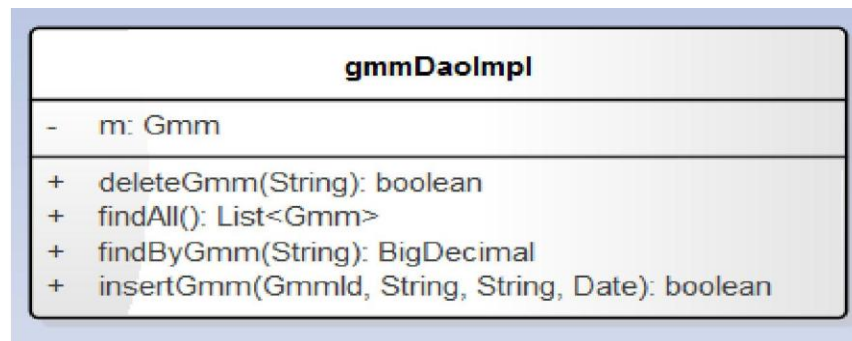 gmmDaoImpl
- m: Gmm
+ deleteGmm(String): boolean
+ findAll(): List<Gmm>
+ findByGmm(String): BigDecimal
+ insertGmm(GmmId, String, String, Date): boolean